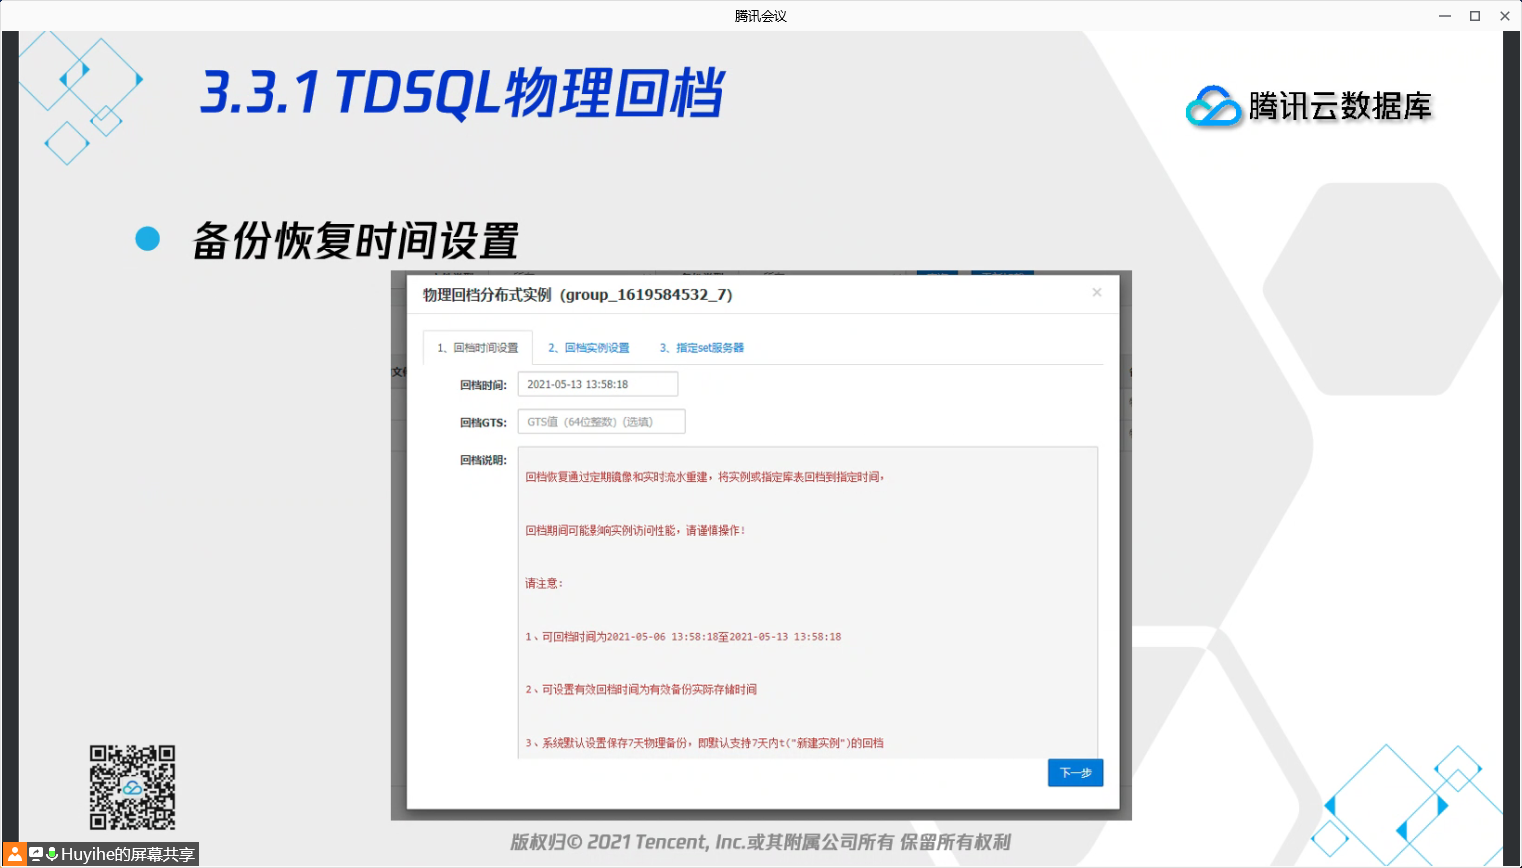 腾讯会议
3.3.1 TDSQL物理回档
腾讯云数据库
备份恢复时间设置
物理回档分布式实例（group_1619584532_7）
1、回档时间设置 2、回档实例设置 3、指定set服务器
回档时间: 2021-05-13 13:58:18
回档GTS: GTS值（64位整数）（选填）
回档说明:
回档恢复通过定期镜像和实时流水重建，将实例或指定库表回档到指定时间，
回档期间可能影响实例访问性能，请谨慎操作！
请注意：
1、可回档时间为2021-05-06 13:58:18至2021-05-13 13:58:18
2、可设置有效回档时间为有效备份实际存储时间
3、系统默认设置保存7天物理备份，即默认支持7天内t("新建实例")的回档
下一步
版权归© 2021 Tencent, Inc.或其附属公司所有 保留所有权利
Huyihe的屏幕共享